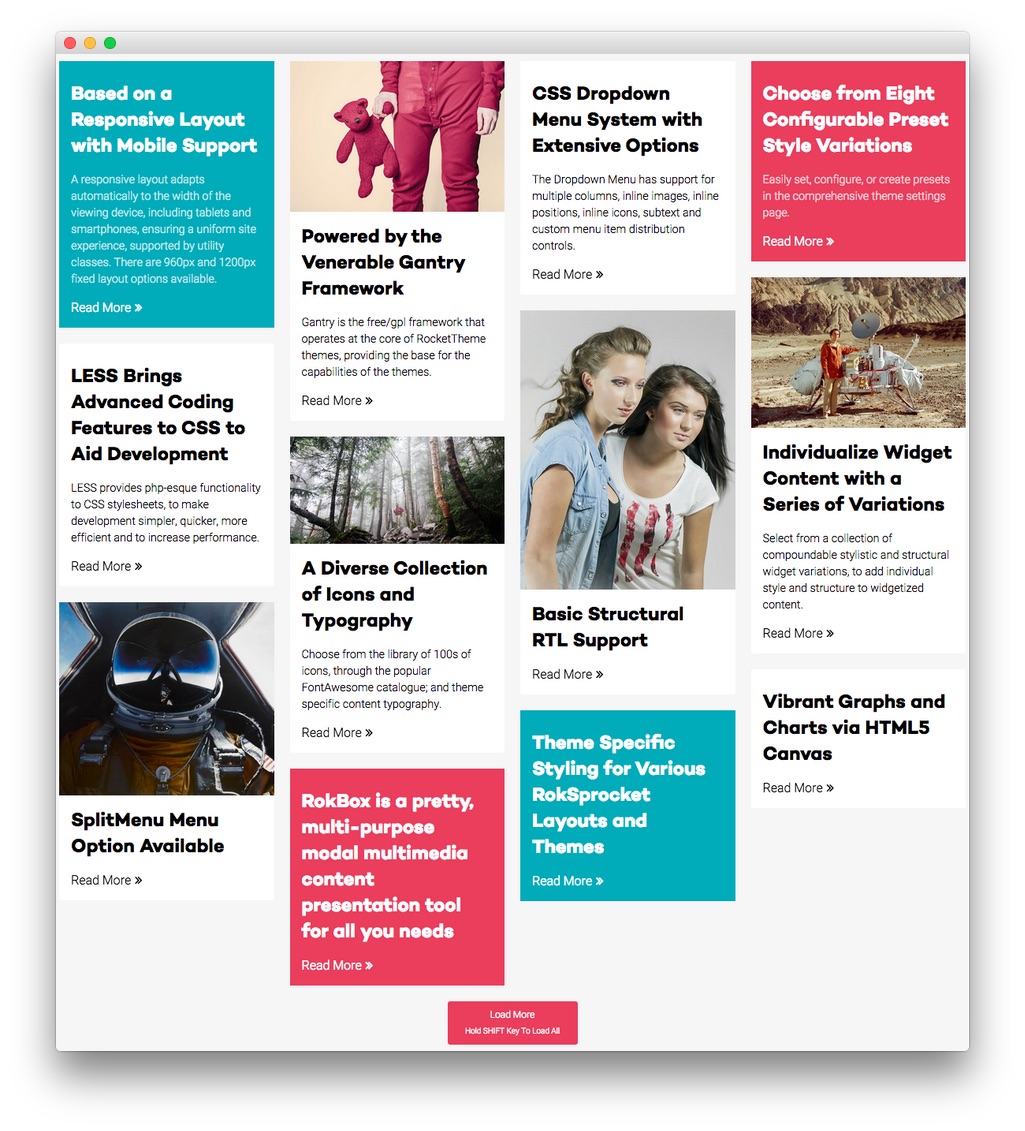 Based on a
Responsive Layout
with Mobile Support
A responsive layout adapts
automatically to the width of the
viewing device, including tablets and
smartphones, ensuring a uniform site
experience, supported by utility
classes. There are 960px and 1200px
fixed layout options available.
Read More »
LESS Brings
Advanced Coding
Features to CSS to
Aid Development
LESS provides php-esque functionality
to CSS stylesheets, to make
development simpler, quicker, more
efficient and to increase performance.
Read More »
SplitMenu Menu
Option Available
Read More »
Powered by the
Venerable Gantry
Framework
Gantry is the free/gpl framework that
operates at the core of RocketTheme
themes, providing the base for the
capabilities of the themes.
Read More »
A Diverse Collection
of Icons and
Typography
Choose from the library of 100s of
icons, through the popular
FontAwesome catalogue; and theme
specific content typography.
Read More »
RokBox is a pretty,
multi-purpose
modal multimedia
content
presentation tool
for all you needs
Read More »
CSS Dropdown
Menu System with
Extensive Options
The Dropdown Menu has support for
multiple columns, inline images, inline
positions, inline icons, subtext and
custom menu item distribution
controls.
Read More »
Basic Structural
RTL Support
Read More »
Theme Specific
Styling for Various
RokSprocket
Layouts and
Themes
Read More »
Choose from Eight
Configurable Preset
Style Variations
Easily set, configure, or create presets
in the comprehensive theme settings
page.
Read More »
Individualize Widget
Content with a
Series of Variations
Select from a collection of
compoundable stylistic and structural
widget variations, to add individual
style and structure to widgetized
content.
Read More »
Vibrant Graphs and
Charts via HTML5
Canvas
Read More »
Load More
Hold SHIFT Key To Load All